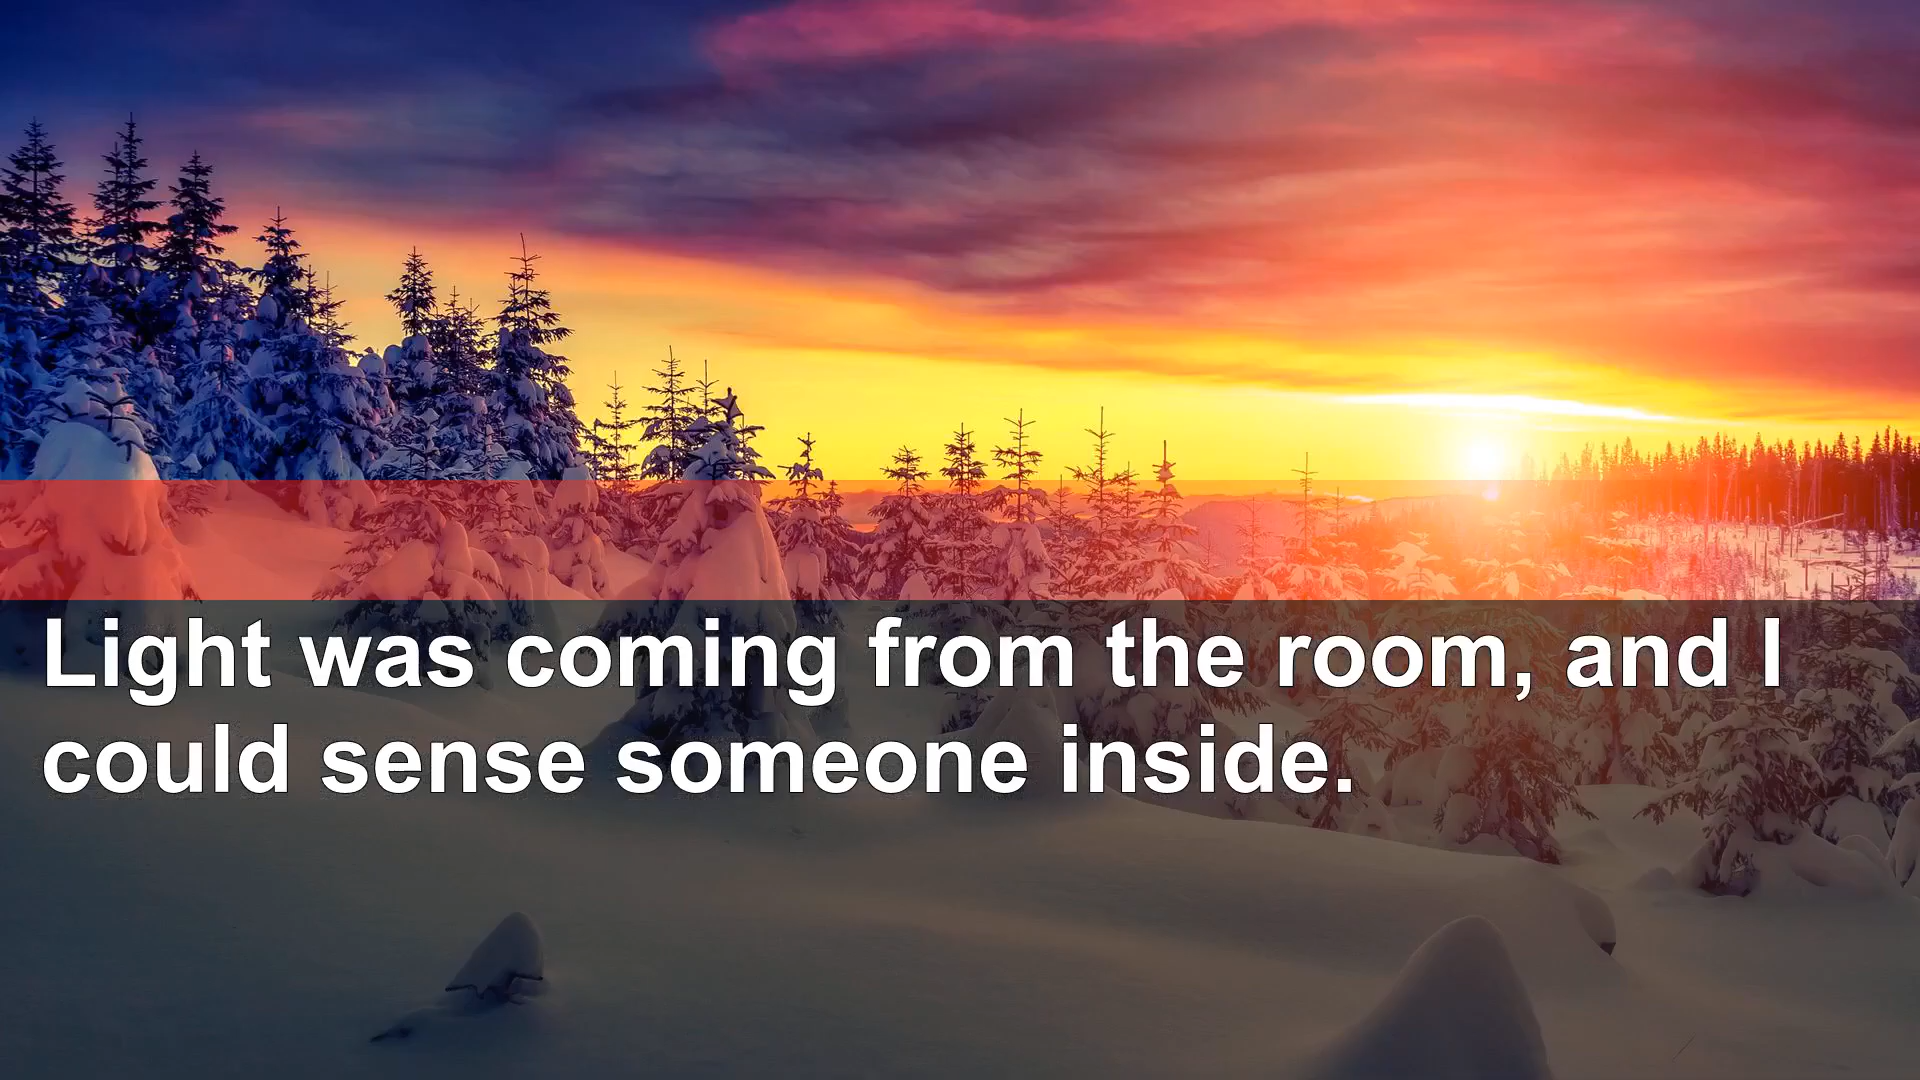 Light was coming from the room, and I
could sense someone inside.